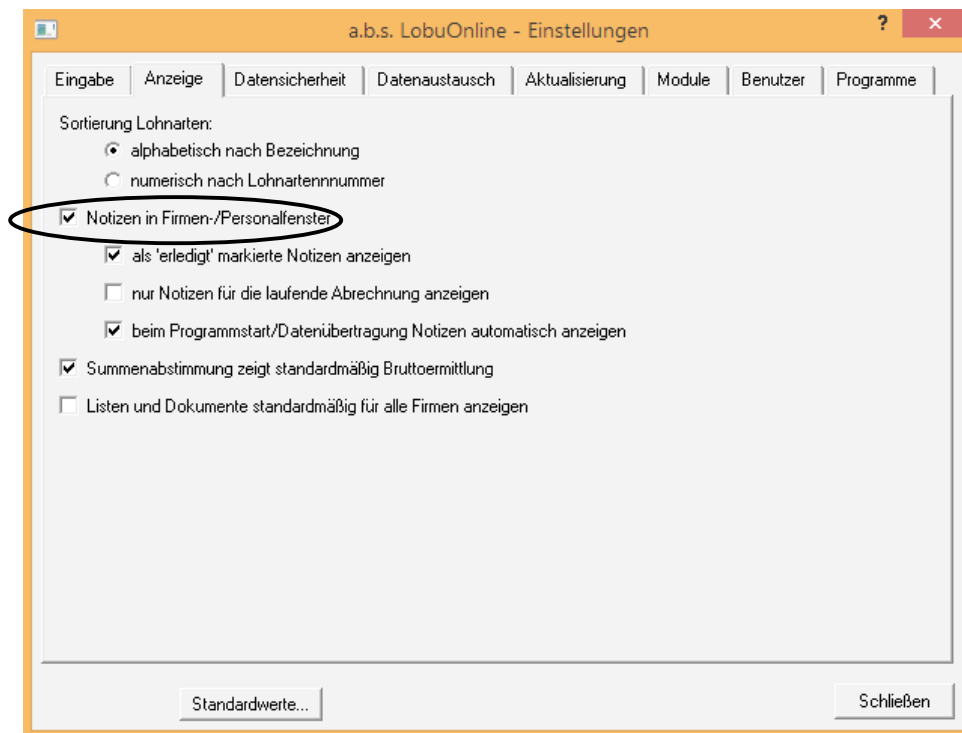 a.b.s. LobuOnline - Einstellungen
?
×
Eingabe Anzeige Datensicherheit Datenaustausch Aktualisierung Module Benutzer Programme
Sortierung Lohnarten:
alphabetisch nach Bezeichnung
numerisch nach Lohnartennnummer
Notizen in Firmen-/Personalfenster
als 'erledigt' markierte Notizen anzeigen
nur Notizen für die laufende Abrechnung anzeigen
beim Programmstart/Datenübertragung Notizen automatisch anzeigen
Summenabstimmung zeigt standardmäßig Bruttoermittlung
Listen und Dokumente standardmäßig für alle Firmen anzeigen
Standardwerte... Schließen